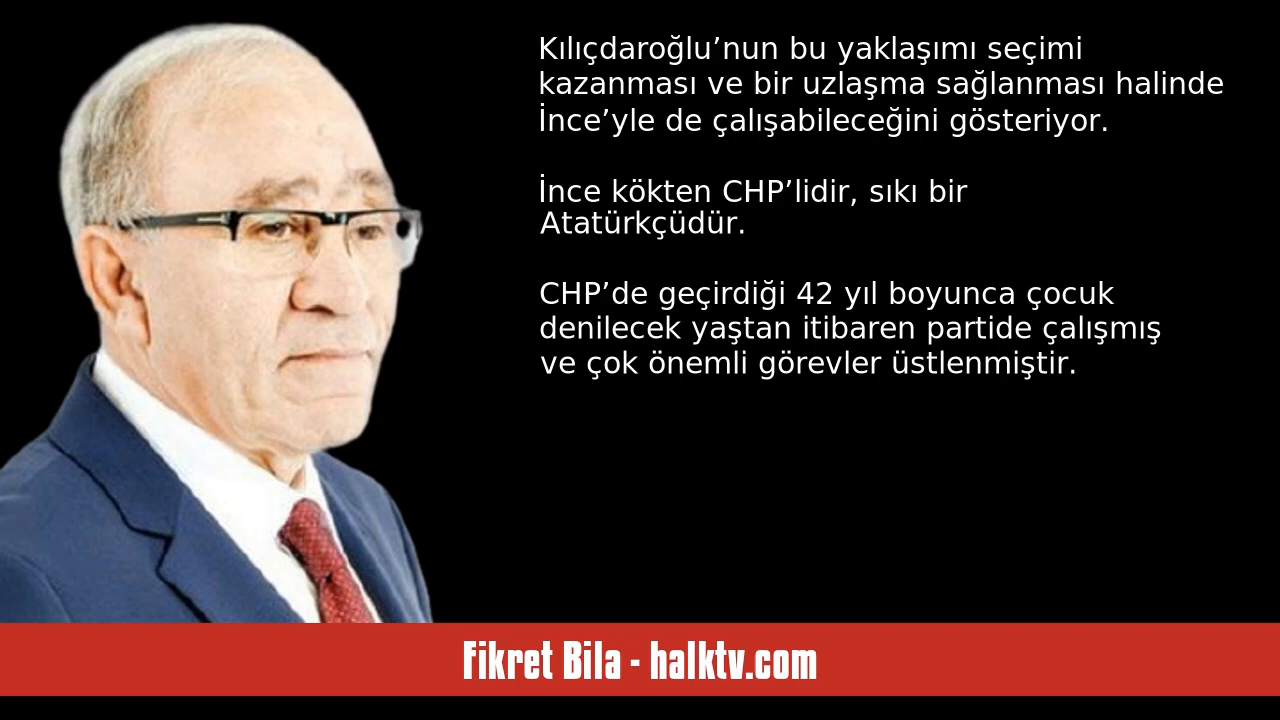 Kılıçdaroğlu’nun bu yaklaşımı seçimi
kazanması ve bir uzlaşma sağlanması halinde
İnce’yle de çalışabileceğini gösteriyor.
İnce kökten CHP’lidir, sıkı bir
Atatürkçüdür.
CHP’de geçirdiği 42 yıl boyunca çocuk
denilecek yaştan itibaren partide çalışmış
ve çok önemli görevler üstlenmiştir.
Fikret Bila - halktv.com